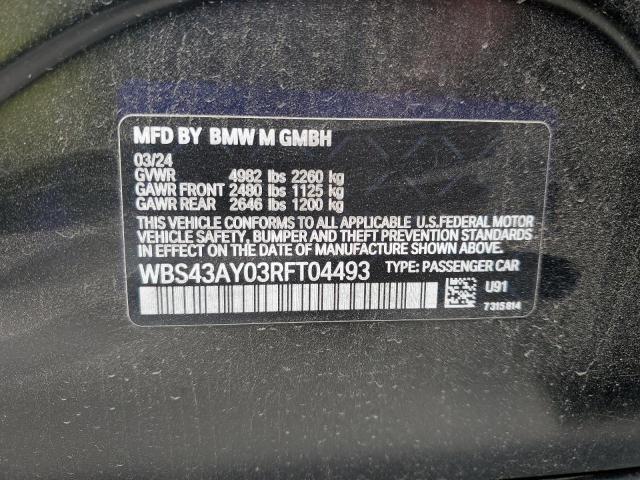 MFD BY BMW M GMBH
03/24
GVWR 4982 lbs 2260 kg
GAWR FRONT 2480 lbs 1125 kg
GAWR REAR 2646 lbs 1200 kg
THIS VEHICLE CONFORMS TO ALL APPLICABLE U.S.FEDERAL MOTOR
VEHICLE SAFETY, BUMPER AND THEFT PREVENTION STANDARDS
IN EFFECT ON THE DATE OF MANUFACTURE SHOWN ABOVE.
WBS43AY03RFT04493 TYPE: PASSENGER CAR
U91
7315814